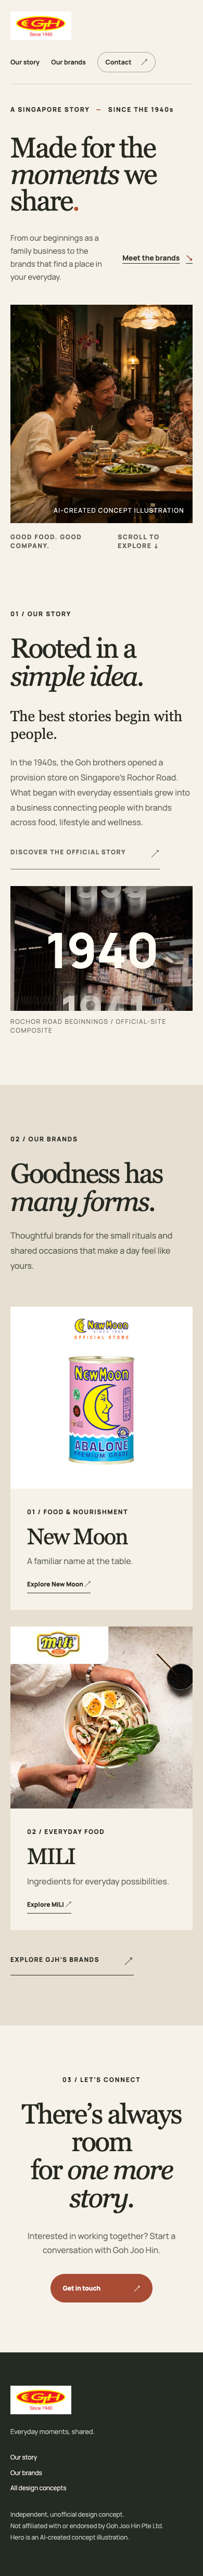 GJH
Since 1940
Our story Our brands Contact ↗
A SINGAPORE STORY — SINCE THE 1940s
Made for the
moments we
share.
From our beginnings as a
family business to the
brands that find a place in
your everyday.
Meet the brands ↘
AI-CREATED CONCEPT ILLUSTRATION
GOOD FOOD. GOOD
COMPANY.
SCROLL TO
EXPLORE ↓
01 / OUR STORY
Rooted in a
simple idea.
The best stories begin with
people.
In the 1940s, the Goh brothers opened a
provision store on Singapore's Rochor Road.
What began with everyday essentials grew into
a business connecting people with brands
across food, lifestyle and wellness.
DISCOVER THE OFFICIAL STORY ↗
1940
ROCHOR ROAD BEGINNINGS / OFFICIAL-SITE
COMPOSITE
02 / OUR BRANDS
Goodness has
many forms.
Thoughtful brands for the small rituals and
shared occasions that make a day feel like
yours.
New Moon
OFFICIAL STORE
New Moon
ABALONE
PREMIUM GRADE
01 / FOOD & NOURISHMENT
New Moon
A familiar name at the table.
Explore New Moon ↗
mili
02 / EVERYDAY FOOD
MILI
Ingredients for everyday possibilities.
Explore MILI ↗
EXPLORE GJH'S BRANDS ↗
03 / LET'S CONNECT
There's always
room
for one more
story.
Interested in working together? Start a
conversation with Goh Joo Hin.
Get in touch ↗
GJH
Since 1940
Everyday moments, shared.
Our story
Our brands
All design concepts
Independent, unofficial design concept.
Not affiliated with or endorsed by Goh Joo Hin Pte Ltd.
Hero is an AI-created concept illustration.